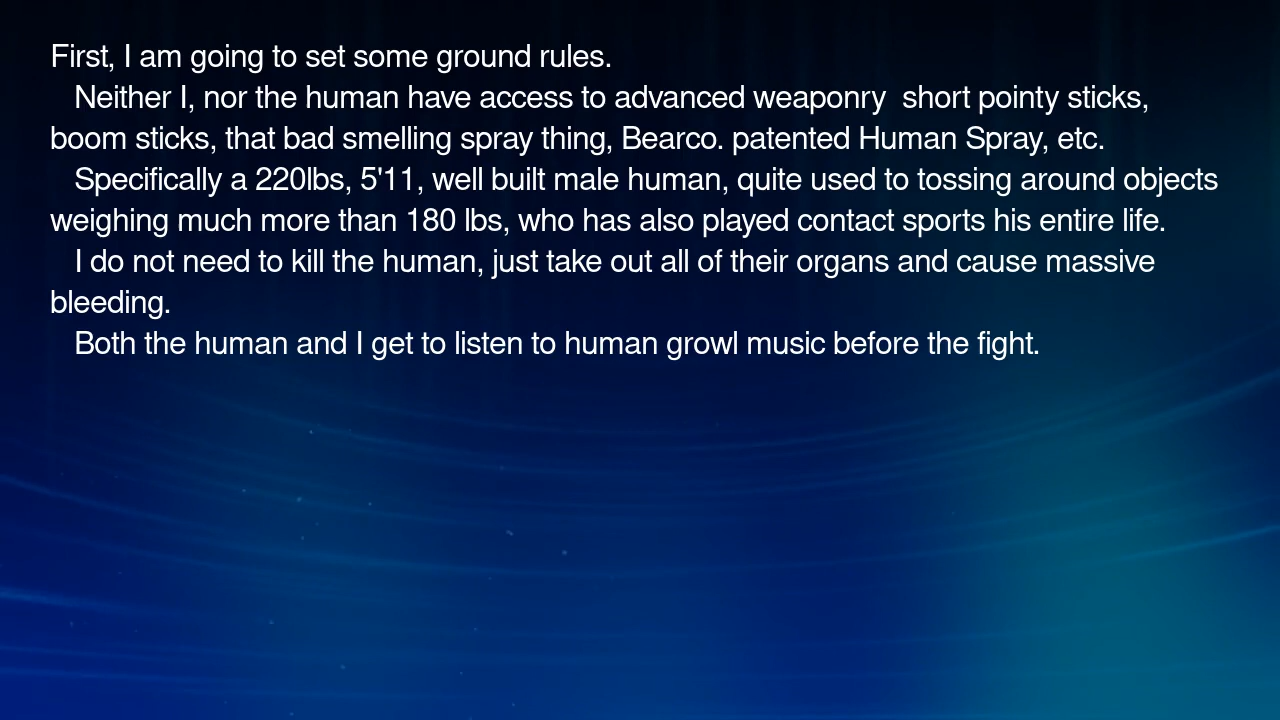 First, I am going to set some ground rules.
Neither I, nor the human have access to advanced weaponry  short pointy sticks,
boom sticks, that bad smelling spray thing, Bearco. patented Human Spray, etc.
Specifically a 220lbs, 5'11, well built male human, quite used to tossing around objects
weighing much more than 180 lbs, who has also played contact sports his entire life.
I do not need to kill the human, just take out all of their organs and cause massive
bleeding.
Both the human and I get to listen to human growl music before the fight.